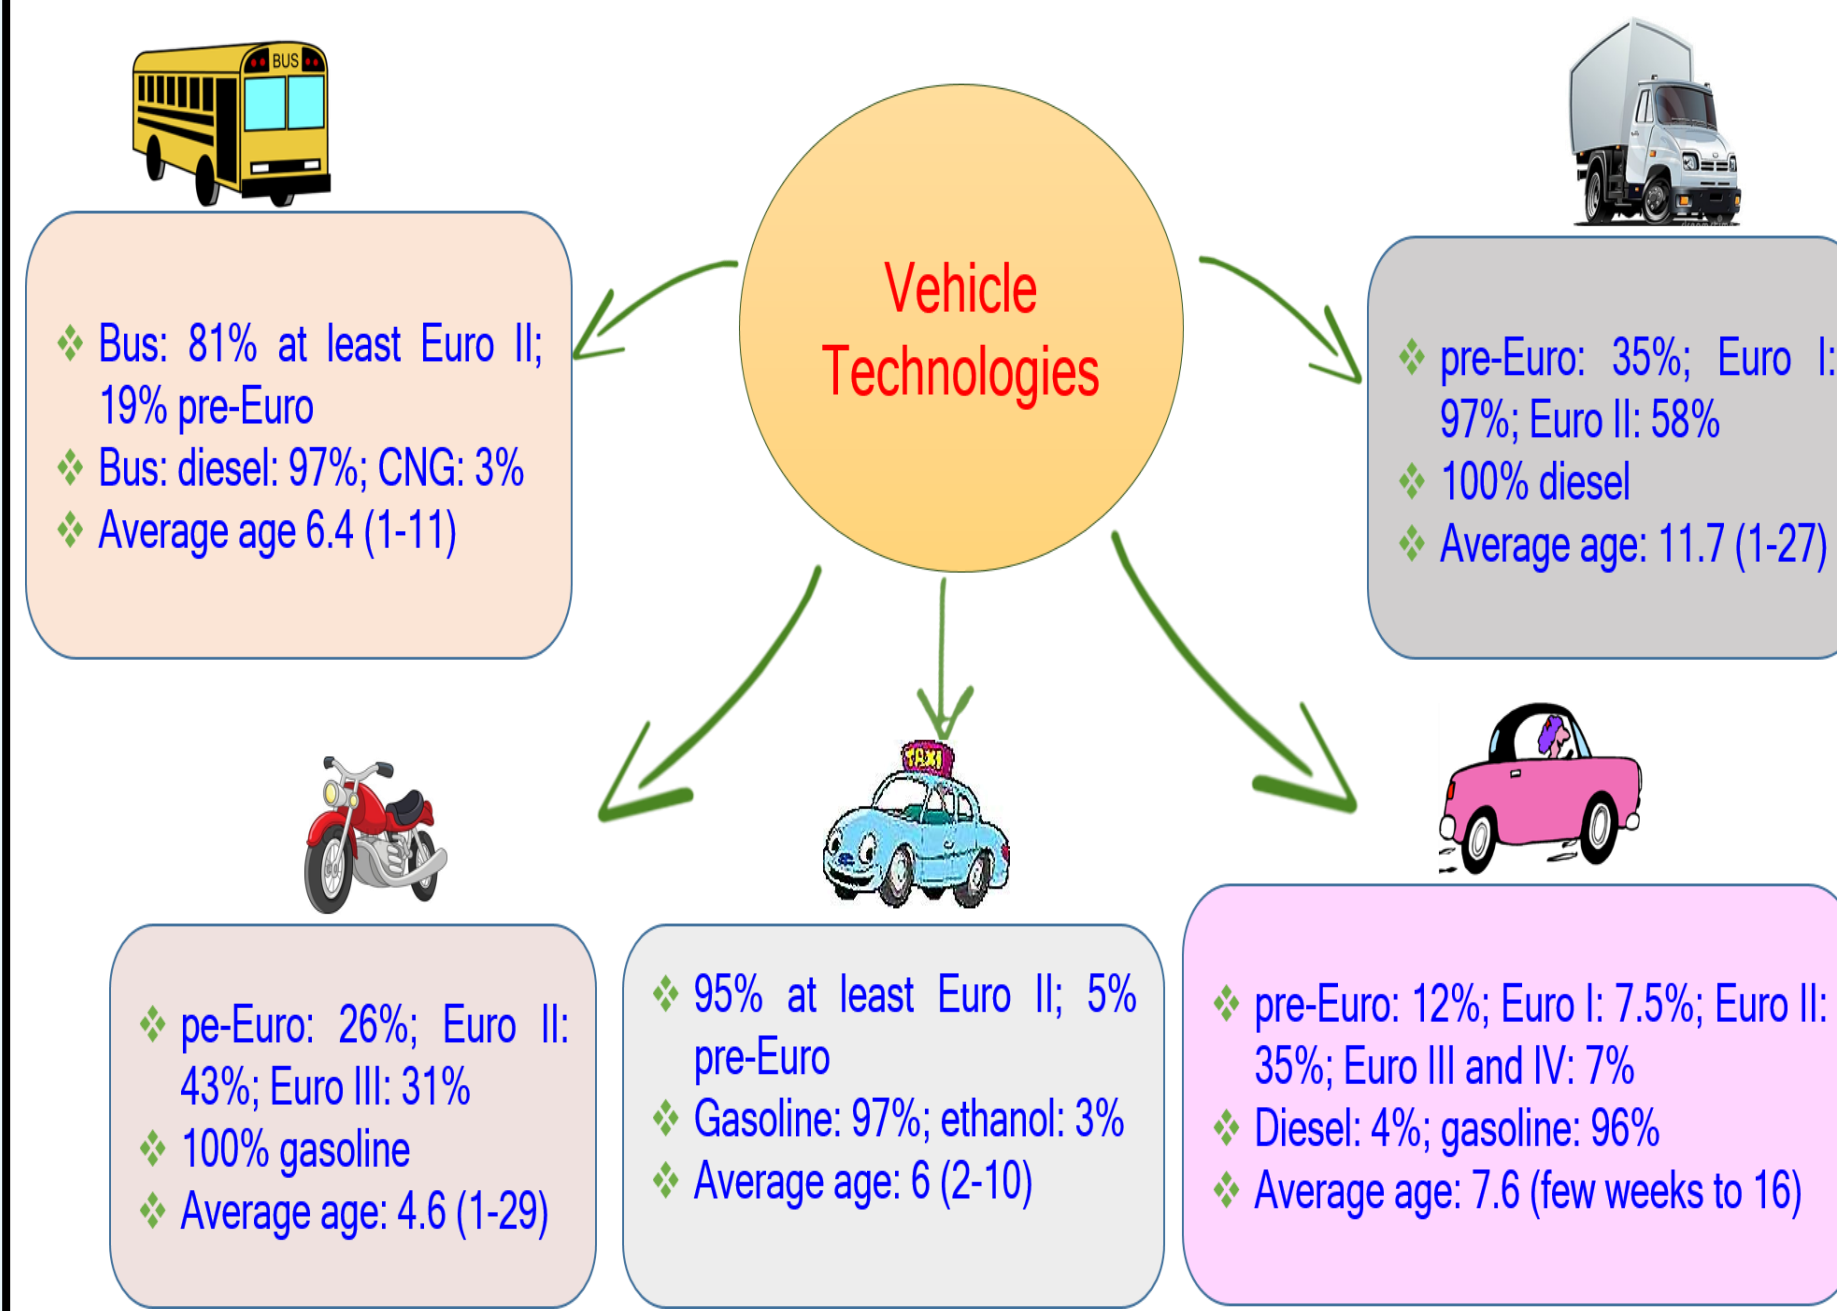 BUS
Vehicle
Technologies
❖ Bus: 81% at least Euro II;
19% pre-Euro
❖ Bus: diesel: 97%; CNG: 3%
❖ Average age 6.4 (1-11)
❖ pre-Euro: 35%; Euro I:
97%; Euro II: 58%
❖ 100% diesel
❖ Average age: 11.7 (1-27)
❖ pe-Euro: 26%; Euro II:
43%; Euro III: 31%
❖ 100% gasoline
❖ Average age: 4.6 (1-29)
TAXI
❖ 95% at least Euro II; 5%
pre-Euro
❖ Gasoline: 97%; ethanol: 3%
❖ Average age: 6 (2-10)
❖ pre-Euro: 12%; Euro I: 7.5%; Euro II:
35%; Euro III and IV: 7%
❖ Diesel: 4%; gasoline: 96%
❖ Average age: 7.6 (few weeks to 16)